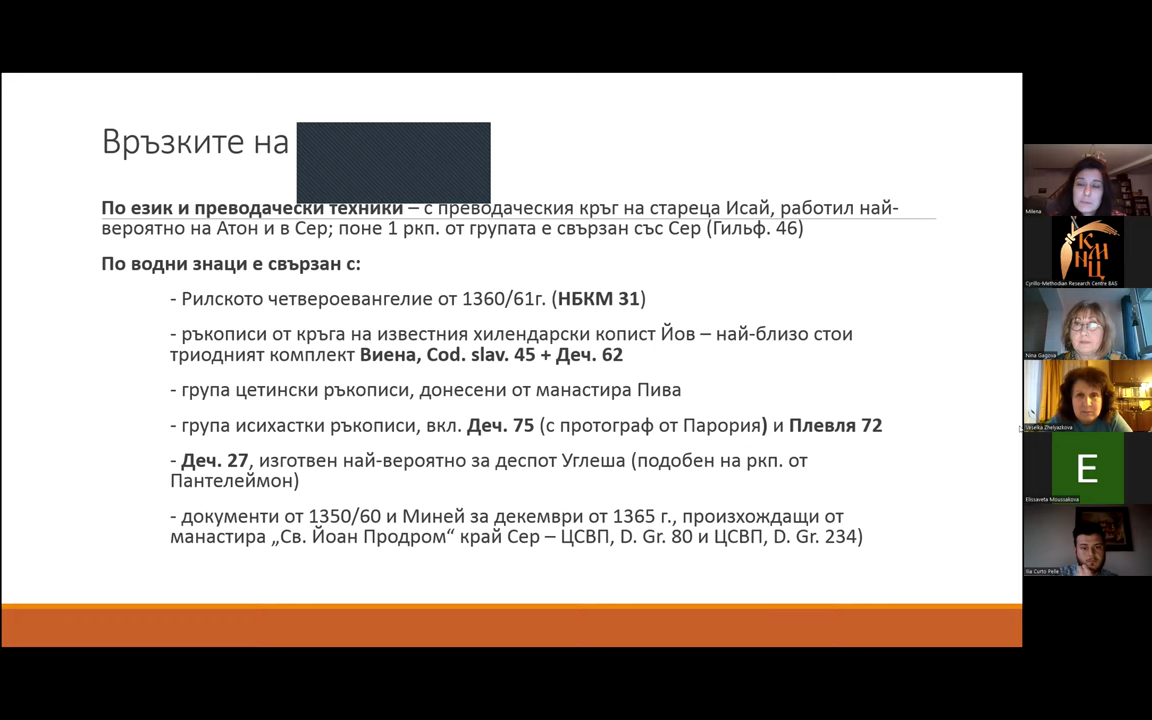 Връзките на
По език и преводачески техники – с преводаческия кръг на стареца Исай, работил най-
вероятно на Атон и в Сер; поне 1 ркп. от групата е свързан със Сер (Гильф. 46)
По водни знаци е свързан с:
- Рилското четвероевангелие от 1360/61г. (НБКМ 31)
- ръкописи от кръга на известния хилендарски копист Йов – най-близо стои
триодният комплект Виена, Cod. slav. 45 + Деч. 62
- група цетински ръкописи, донесени от манастира Пива
- група исихастки ръкописи, вкл. Деч. 75 (с протограф от Парория) и Плевля 72
- Деч. 27, изготвен най-вероятно за деспот Углеша (подобен на ркп. от
Пантелеймон)
- документи от 1350/60 и Миней за декември от 1365 г., произхождащи от
манастира „Св. Йоан Продром“ край Сер – ЦСВП, D. Gr. 80 и ЦСВП, D. Gr. 234)
Milena
КМНЦ
Cyrillo-Methodian Research Centre BAS
Nina Gagova
Veselka Zhelyazkova
E
Elissaveta Moussakova
Ilia Curto Pelle